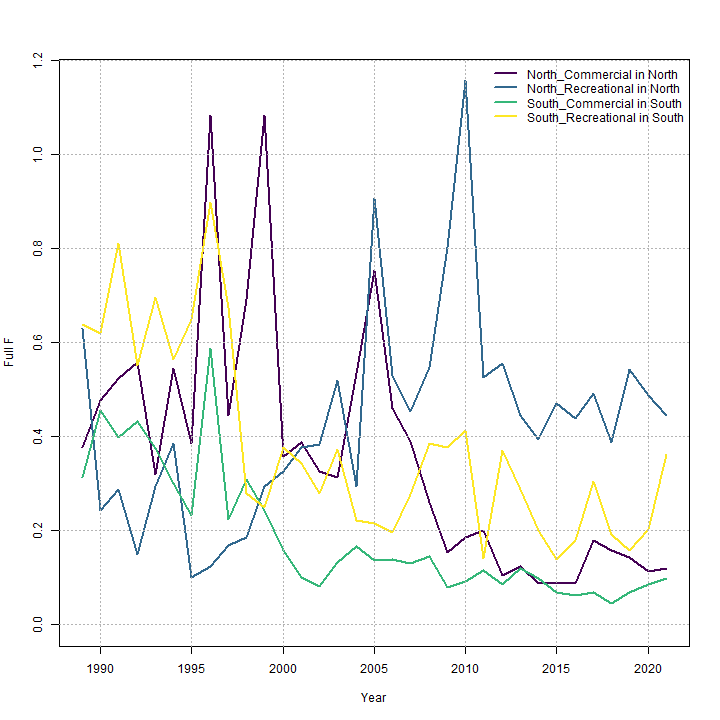 North_Commercial in North
North_Recreational in North
South_Commercial in South
South_Recreational in South
Full F
1.2
1.0
0.8
0.6
0.4
0.2
0.0
1990 1995 2000 2005 2010 2015 2020
Year